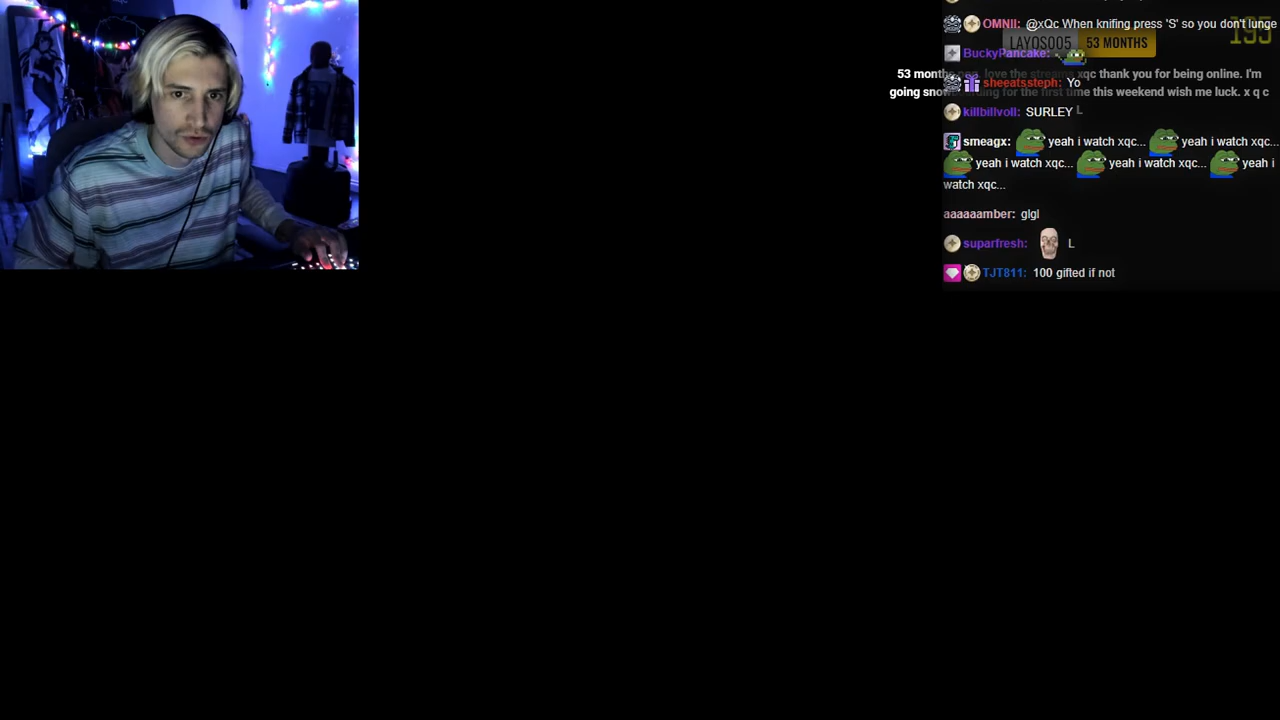 OMNII: @xQc When knifing press 'S' so you don't lunge
195
LAYOS005 53 MONTHS
BuckyPancake:
53 months love the streams xqc thank you for being online. I'm
sheeatssteph: Yo
going snowboarding for the first time this weekend wish me luck. x q c
killbillvoll: SURLEY L
smeagx: yeah i watch xqc... yeah i watch xqc...
yeah i watch xqc... yeah i watch xqc... yeah i
watch xqc...
aaaaaamber: glgl
suparfresh: L
TJT811: 100 gifted if not